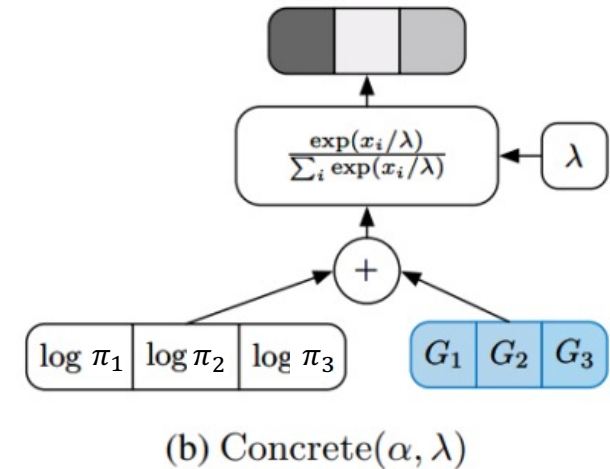 exp(x_i/λ)
∑_i exp(x_i/λ)
λ
+
log π_1 log π_2 log π_3
G_1 G_2 G_3
(b) Concrete(α, λ)